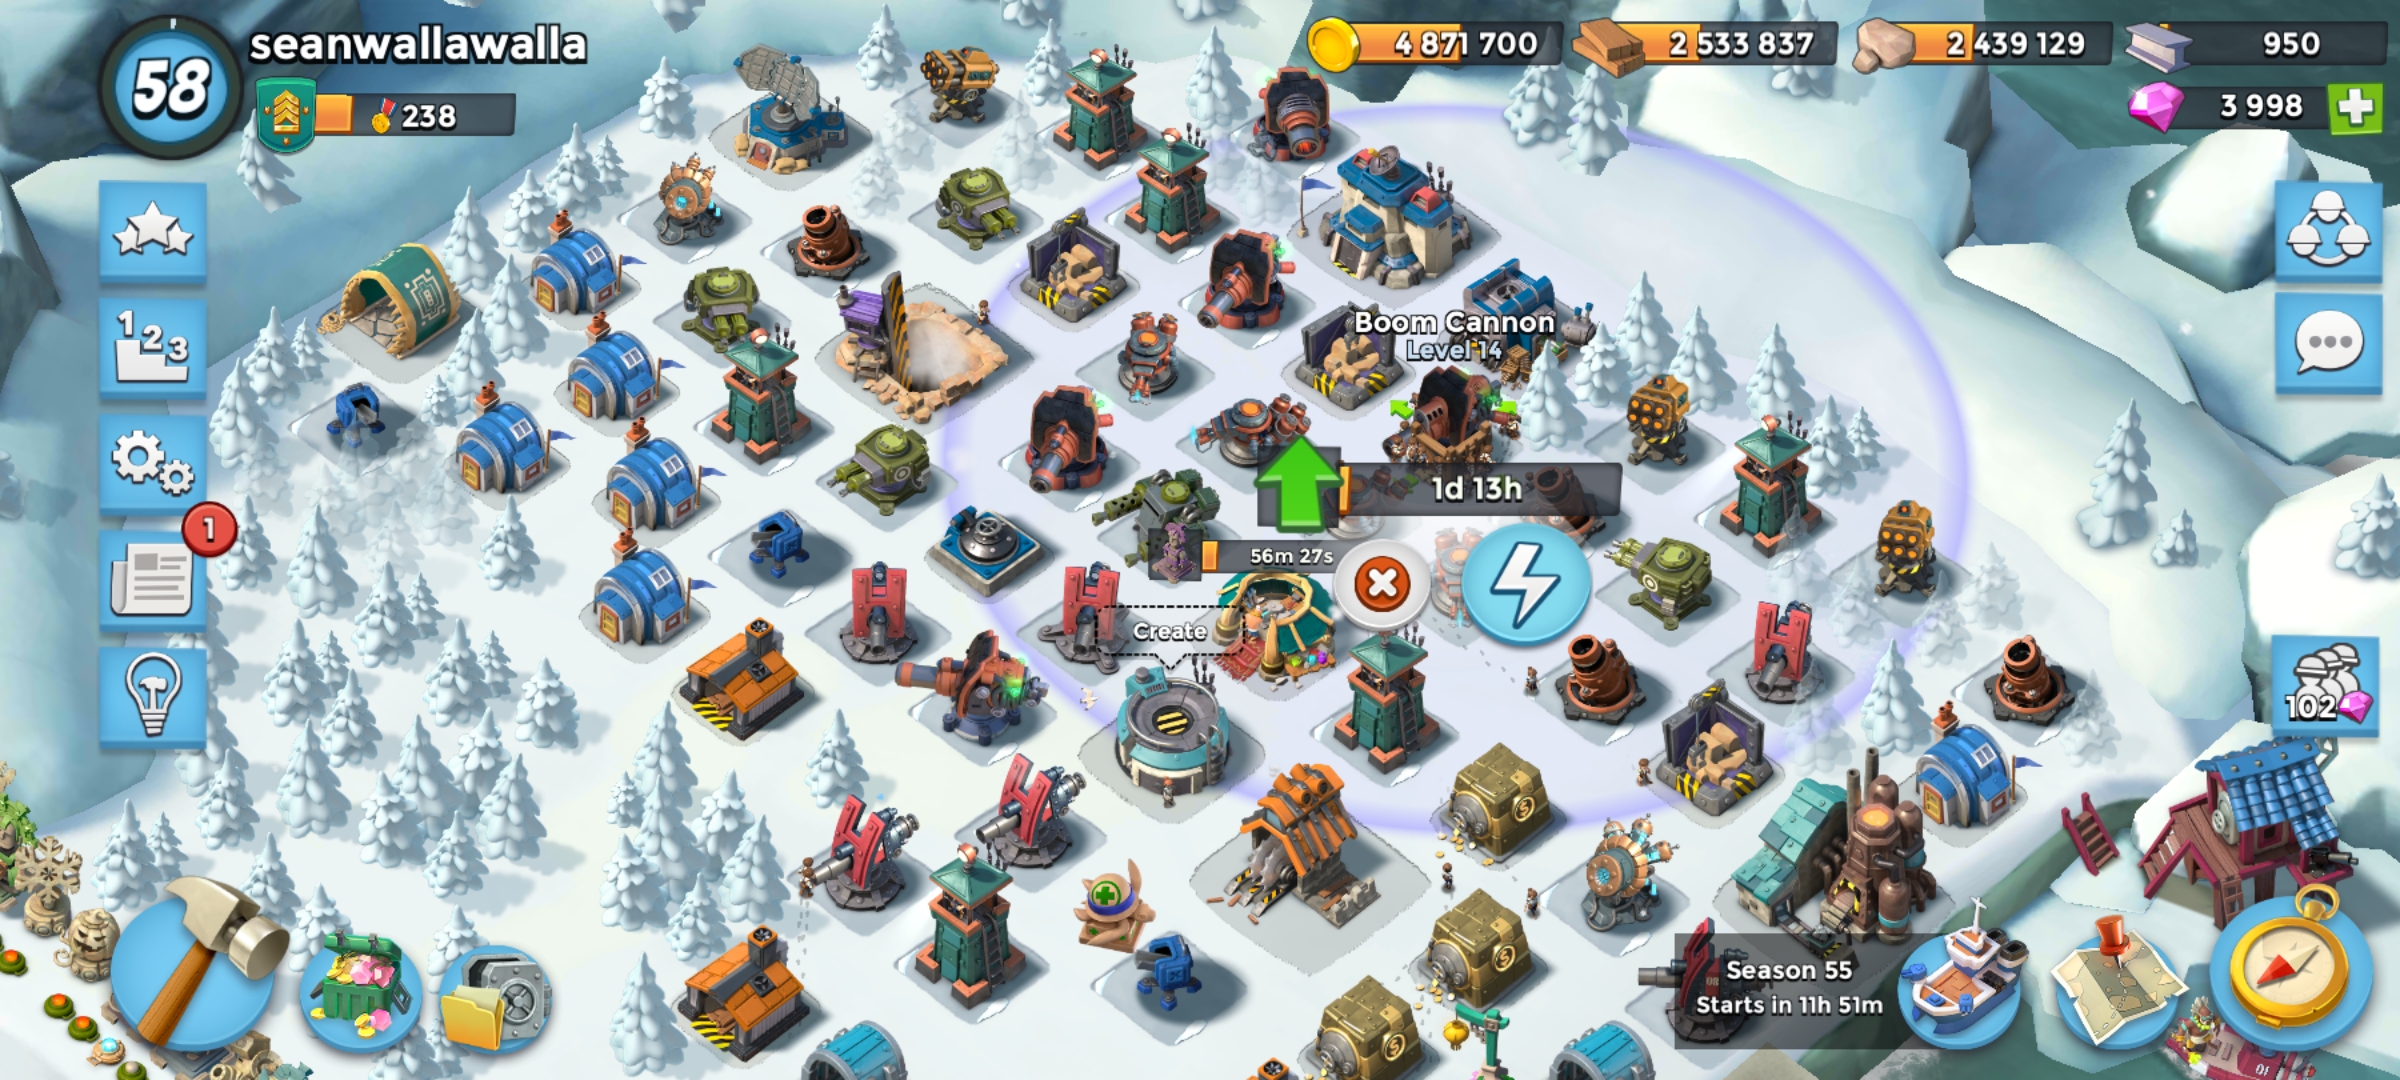 58
seanwallawalla
238
4 871 700
2 533 837
2 439 129
950
3 998
123
1
Boom Cannon
Level 14
1d 13h
56m 27s
Create
102
Season 55
Starts in 11h 51m